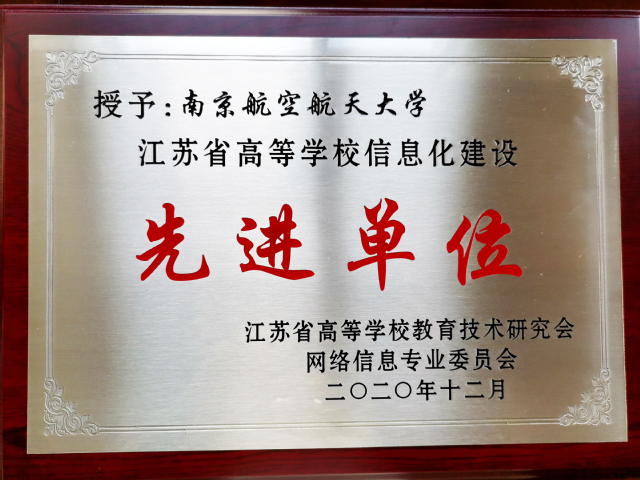 授予:南京航空航天大学
江苏省高等学校信息化建设
先进单位
江苏省高等学校教育技术研究会
网络信息专业委员会
二〇二〇年十二月